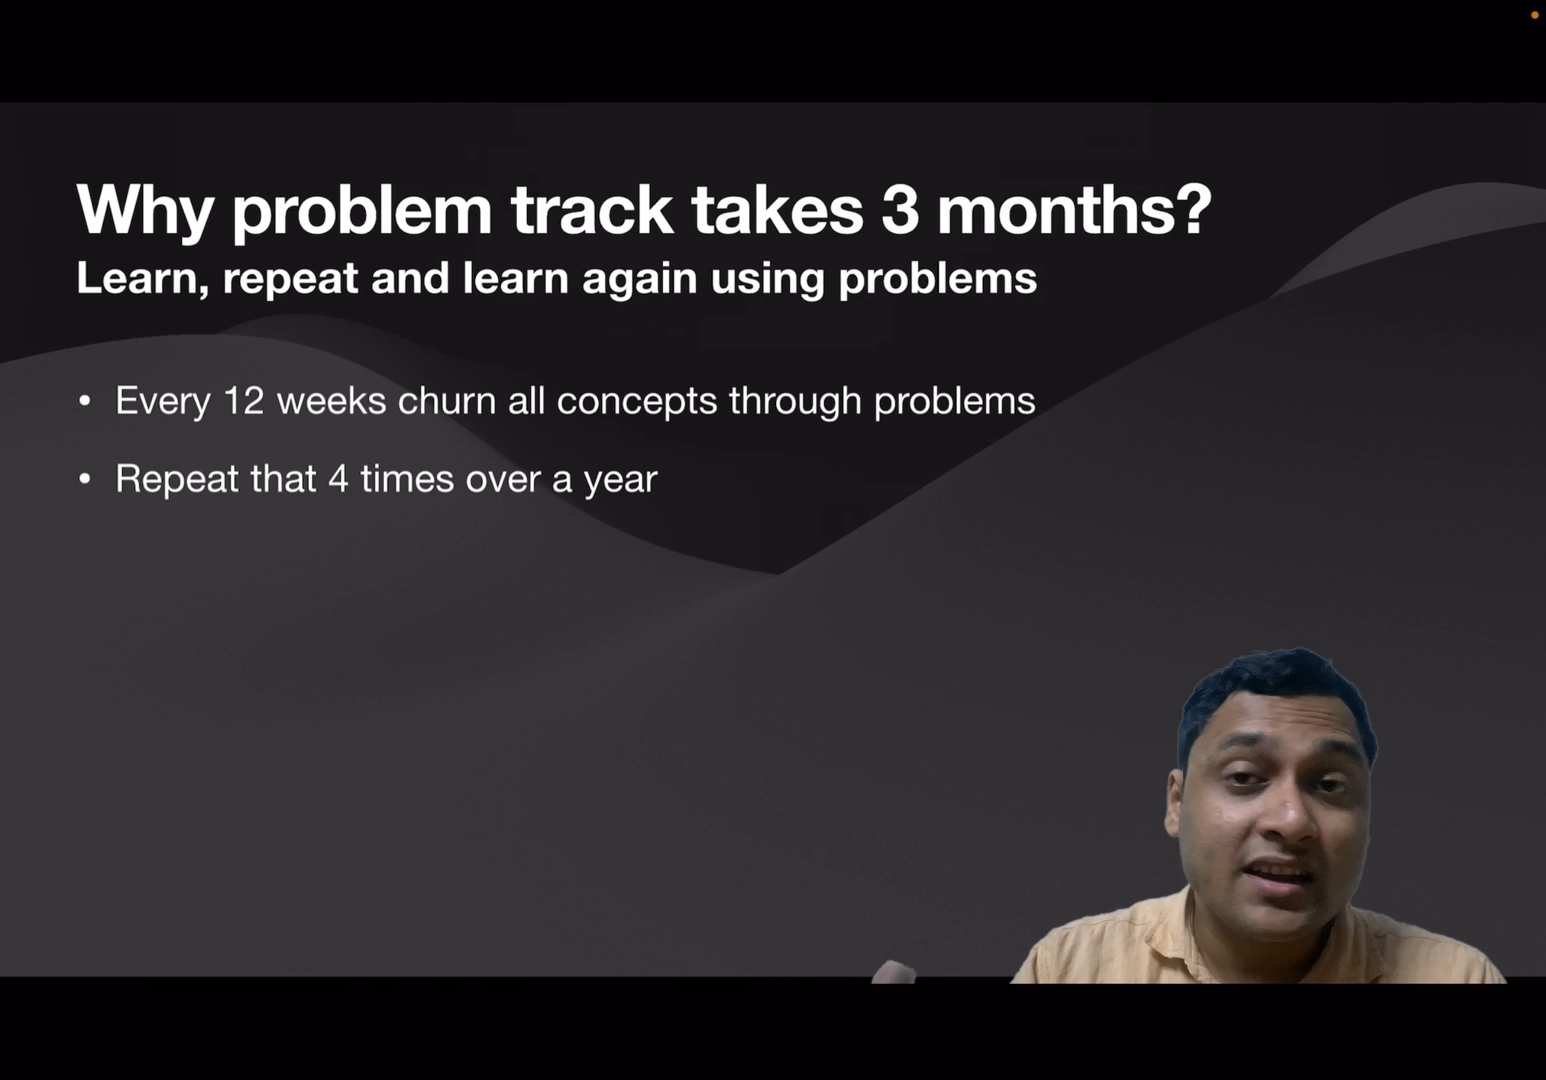 Why problem track takes 3 months?
Learn, repeat and learn again using problems
• Every 12 weeks churn all concepts through problems
• Repeat that 4 times over a year